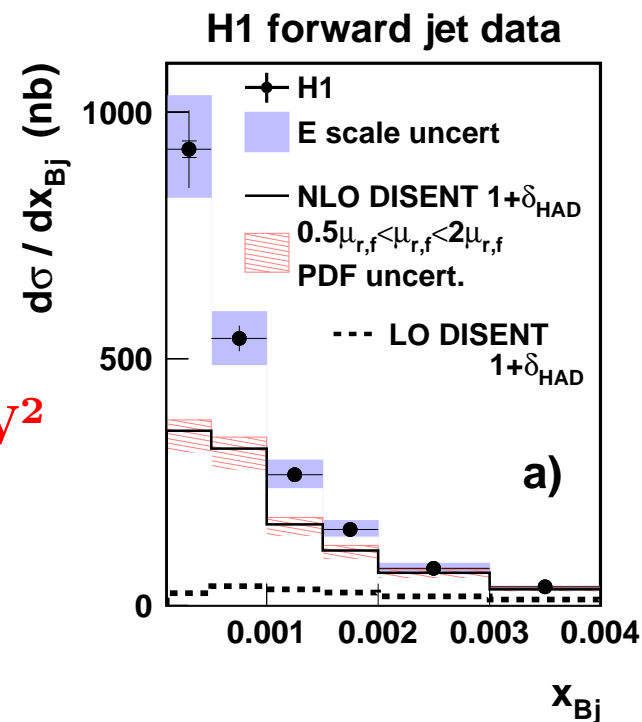 H1 forward jet data
dσ / dx_Bj (nb)
1000
500
0
H1
E scale uncert
NLO DISENT 1+δ_HAD
0.5μ_r,f<μ_r,f<2μ_r,f
PDF uncert.
LO DISENT
1+δ_HAD
V²
a)
0.001 0.002 0.003 0.004
x_Bj